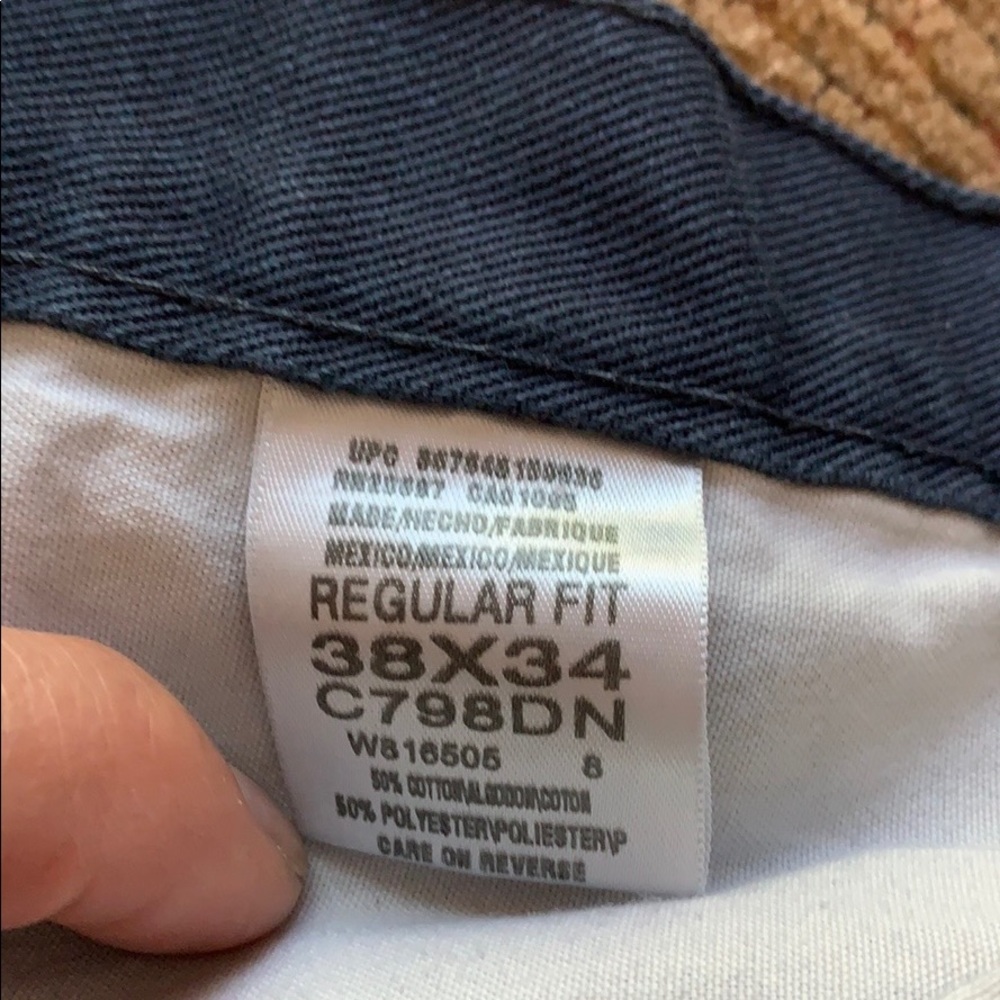 UPC
MADE/HECHO/FABRIQUE
MEXICO/MEXICO/MEXIQUE
REGULAR FIT
38X34
C798DN
W816505 8
50% COTTON\ALGODON\COTON
50% POLYESTER\POLIESTER\P
CARE ON REVERSE